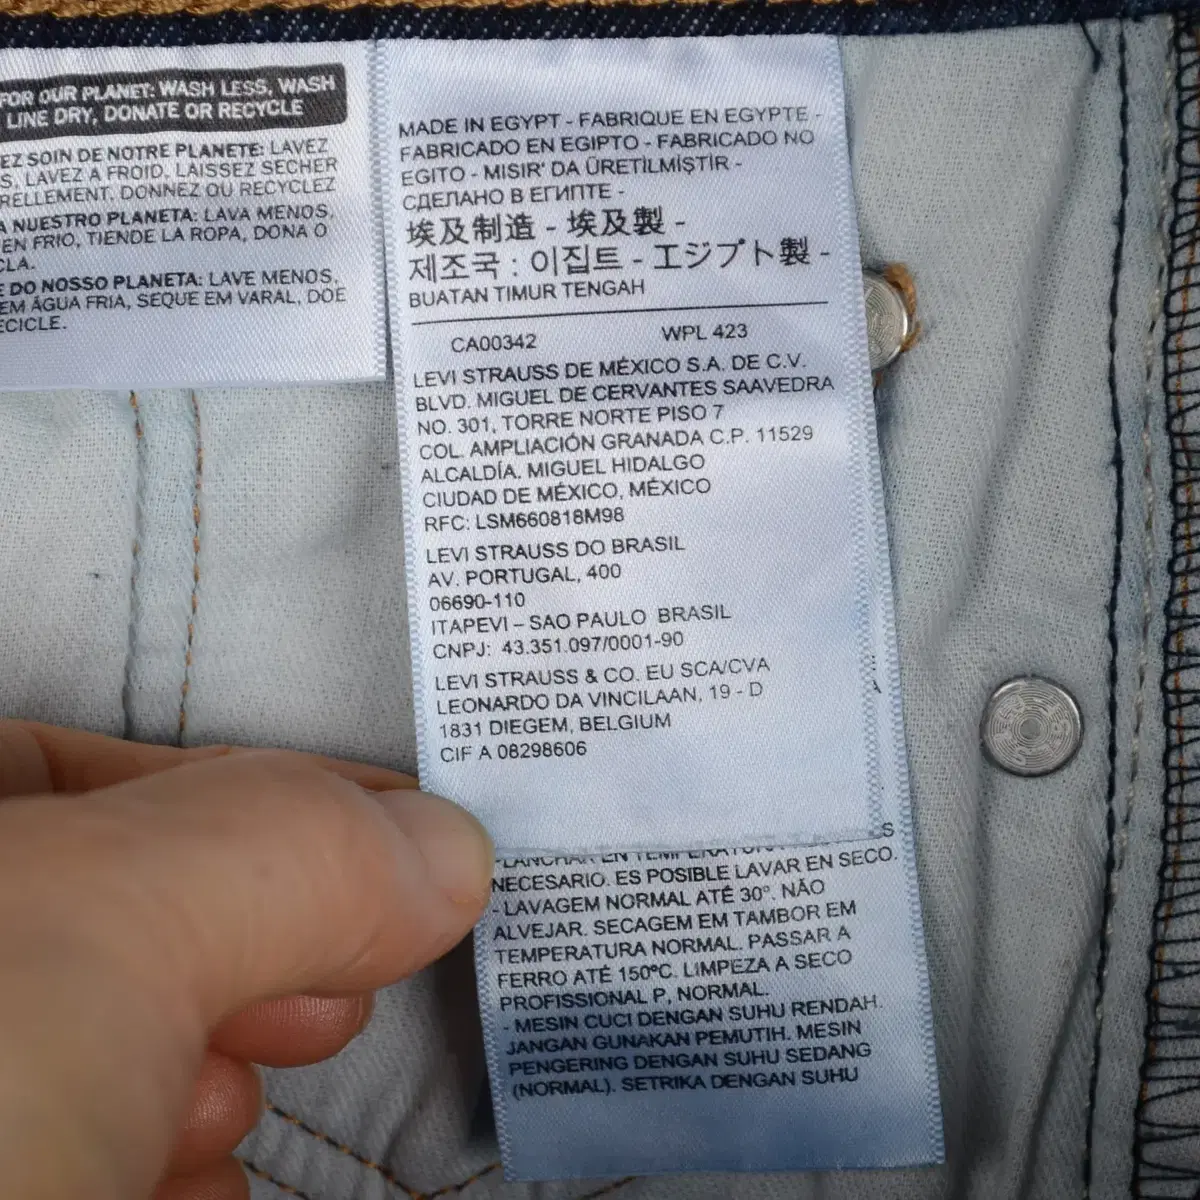 FOR OUR PLANET: WASH LESS, WASH
LINE DRY, DONATE OR RECYCLE
EZ SOIN DE NOTRE PLANETE: LAVEZ
S, LAVEZ A FROID. LAISSEZ SECHER
RELLEMENT. DONNEZ OU RECYCLEZ
A NUESTRO PLANETA: LAVA MENOS,
EN FRIO, TIENDE LA ROPA, DONA O
CLA.
E DO NOSSO PLANETA: LAVE MENOS,
EM ÁGUA FRIA, SEQUE EM VARAL, DOE
ECICLE.
MADE IN EGYPT - FABRIQUE EN EGYPTE -
FABRICADO EN EGIPTO - FABRICADO NO
EGITO - MISIR' DA ÜRETİLMİŞTİR -
СДЕЛАНО В ЕГИПТЕ -
埃及制造 - 埃及製 -
제조국 : 이집트 - エジプト製 -
BUATAN TIMUR TENGAH
CA00342 WPL 423
LEVI STRAUSS DE MÉXICO S.A. DE C.V.
BLVD. MIGUEL DE CERVANTES SAAVEDRA
NO. 301, TORRE NORTE PISO 7
COL. AMPLIACIÓN GRANADA C.P. 11529
ALCALDÍA. MIGUEL HIDALGO
CIUDAD DE MÉXICO, MÉXICO
RFC: LSM660818M98
LEVI STRAUSS DO BRASIL
AV. PORTUGAL, 400
06690-110
ITAPEVI – SAO PAULO BRASIL
CNPJ: 43.351.097/0001-90
LEVI STRAUSS & CO. EU SCA/CVA
LEONARDO DA VINCILAAN, 19 - D
1831 DIEGEM, BELGIUM
CIF A 08298606
PLANCHAR EN TEMPERATURA
NECESARIO. ES POSIBLE LAVAR EN SECO.
- LAVAGEM NORMAL ATÉ 30°. NÃO
ALVEJAR. SECAGEM EM TAMBOR EM
TEMPERATURA NORMAL. PASSAR A
FERRO ATÉ 150ºC. LIMPEZA A SECO
PROFISSIONAL P, NORMAL.
- MESIN CUCI DENGAN SUHU RENDAH.
JANGAN GUNAKAN PEMUTIH. MESIN
PENGERING DENGAN SUHU SEDANG
(NORMAL). SETRIKA DENGAN SUHU